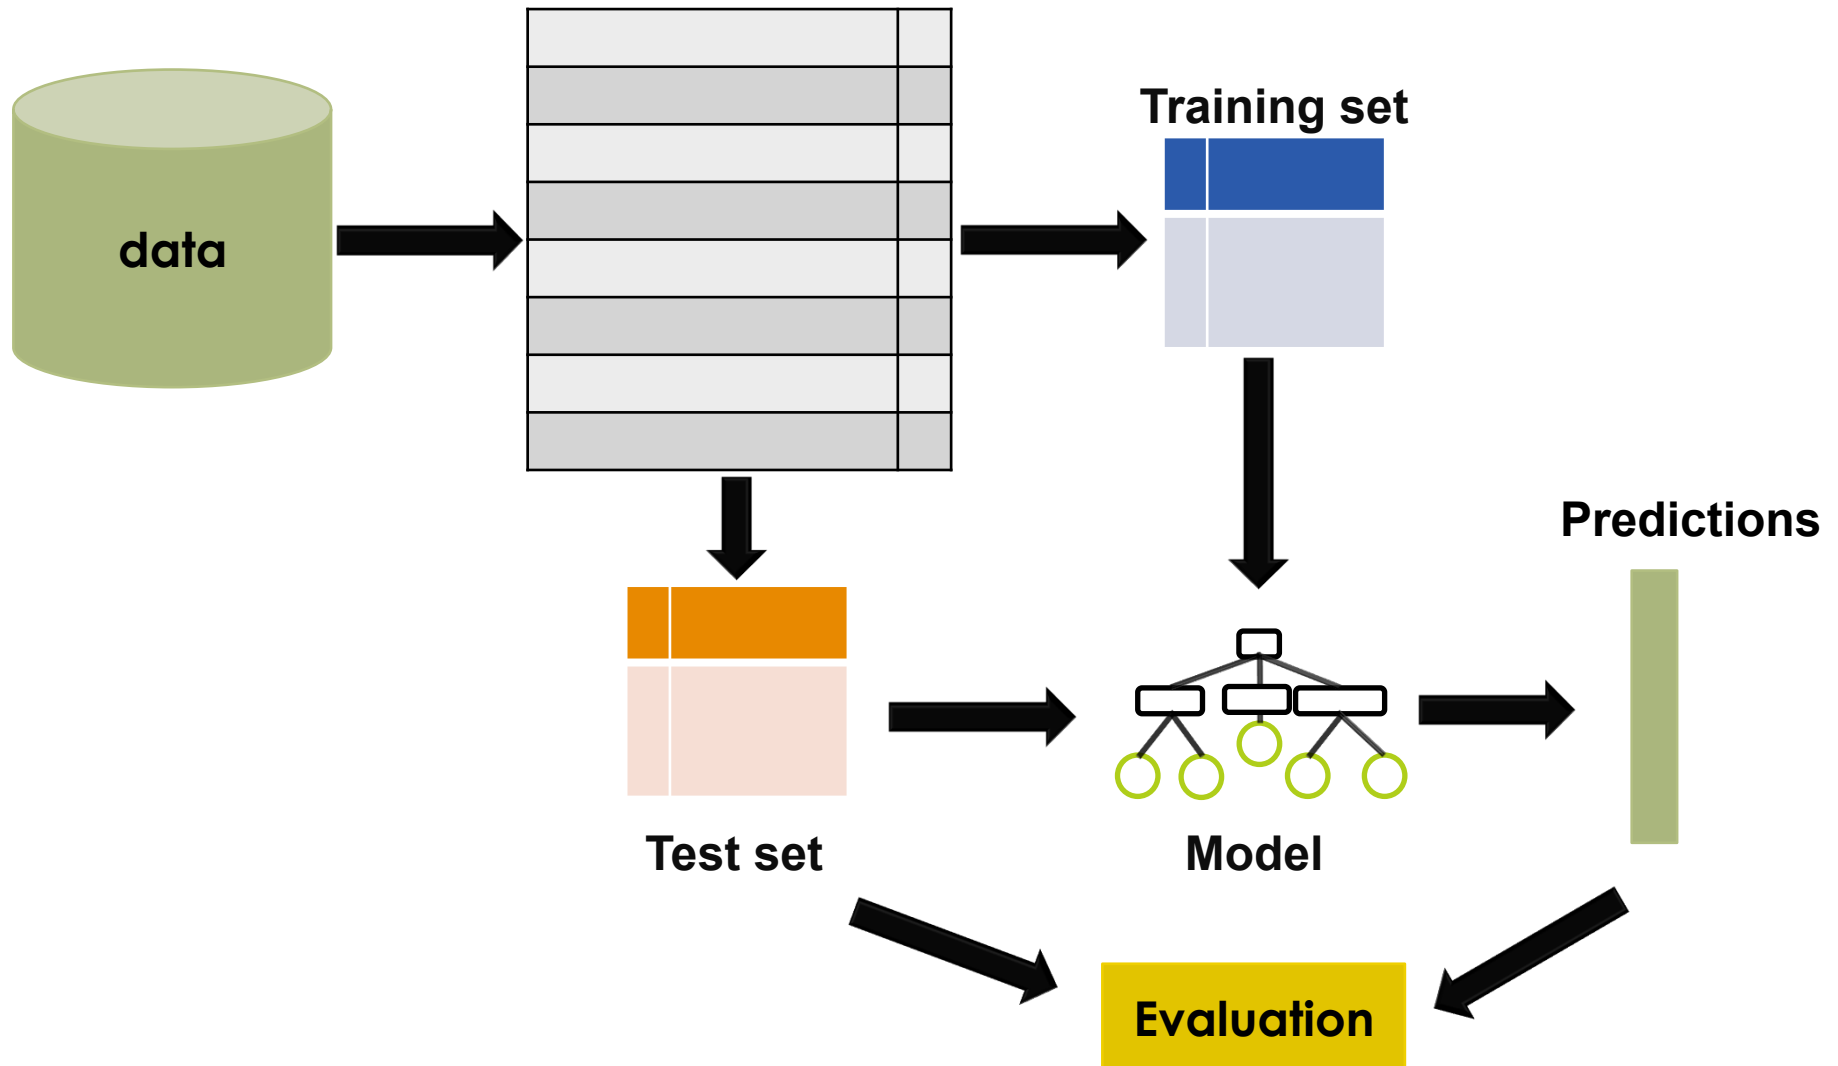 data
Training set
Predictions
Test set
Model
Evaluation